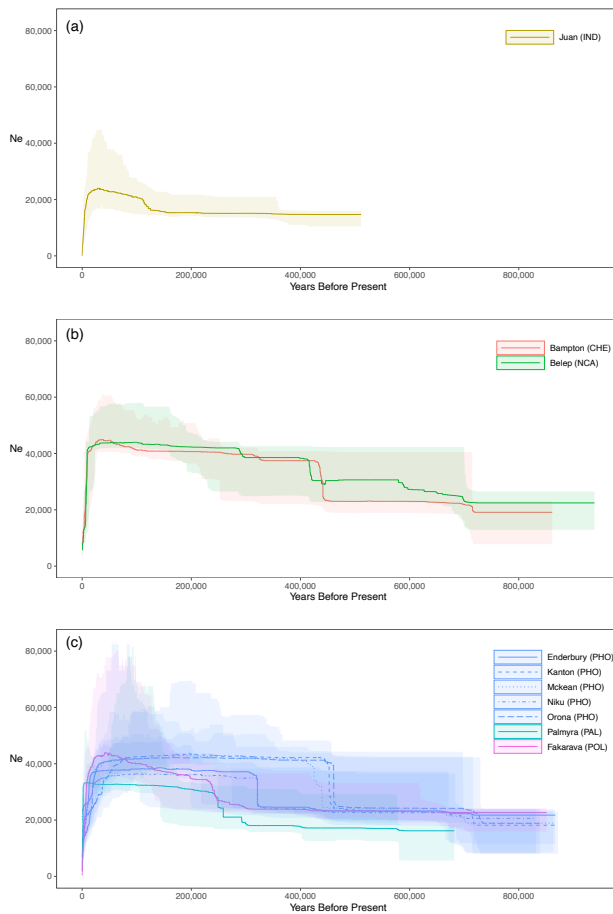 (a)
Juan (IND)
80,000
60,000
Ne
40,000
20,000
0
0
200,000
400,000
600,000
800,000
Years Before Present
(b)
Bampton (CHE)
Belep (NCA)
80,000
60,000
Ne
40,000
20,000
0
0
200,000
400,000
600,000
800,000
Years Before Present
(c)
Enderbury (PHO)
Kanton (PHO)
Mckean (PHO)
Niku (PHO)
Orona (PHO)
Palmyra (PAL)
Fakarava (POL)
80,000
60,000
Ne
40,000
20,000
0
0
200,000
400,000
600,000
800,000
Years Before Present